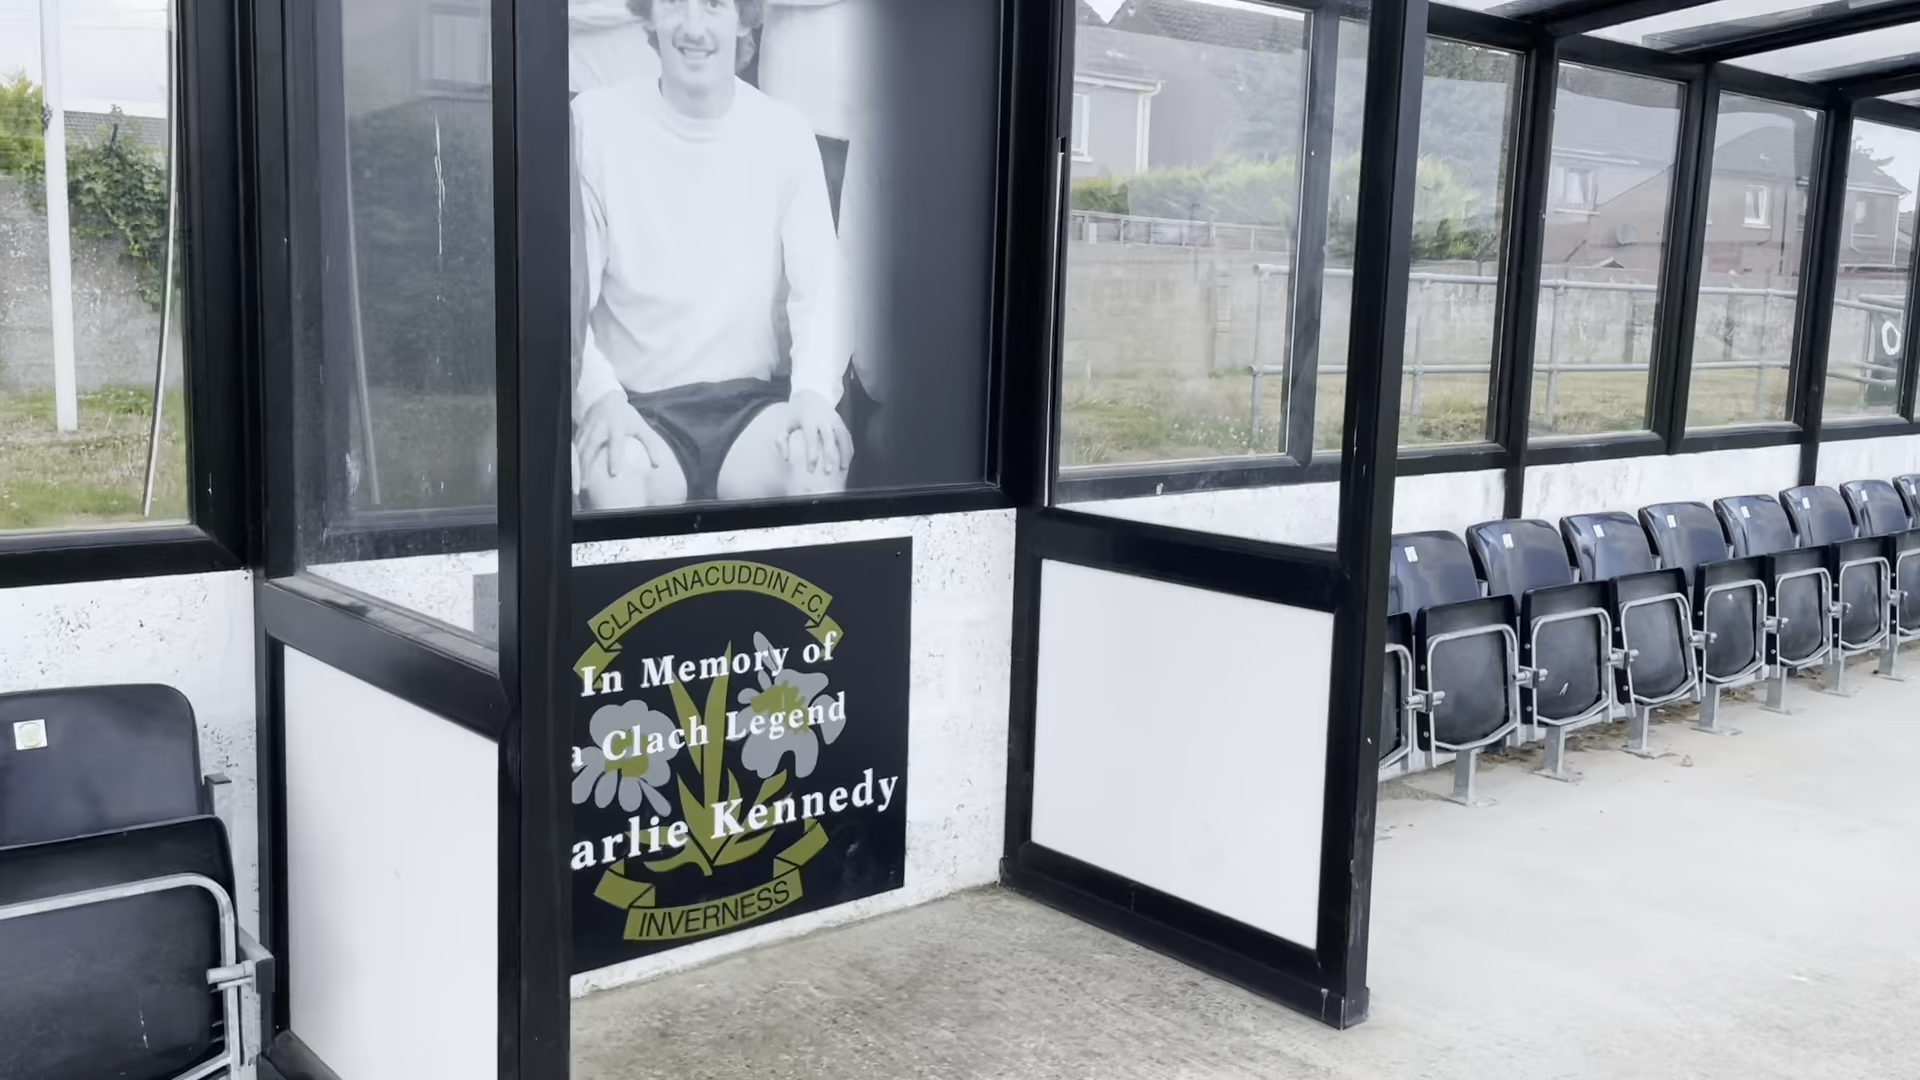 CLACHNACUDDIN F.C.
In Memory of
a Clach Legend
arlie Kennedy
INVERNESS